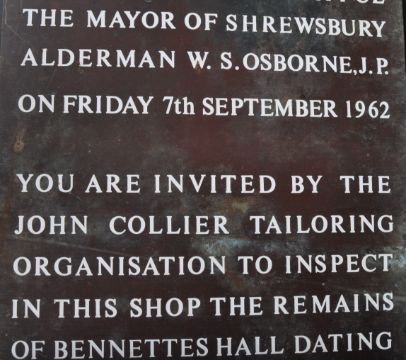 THE MAYOR OF SHREWSBURY
ALDERMAN W. S. OSBORNE, J.P.
ON FRIDAY 7th SEPTEMBER 1962
YOU ARE INVITED BY THE
JOHN COLLIER TAILORING
ORGANISATION TO INSPECT
IN THIS SHOP THE REMAINS
OF BENNETTES HALL DATING